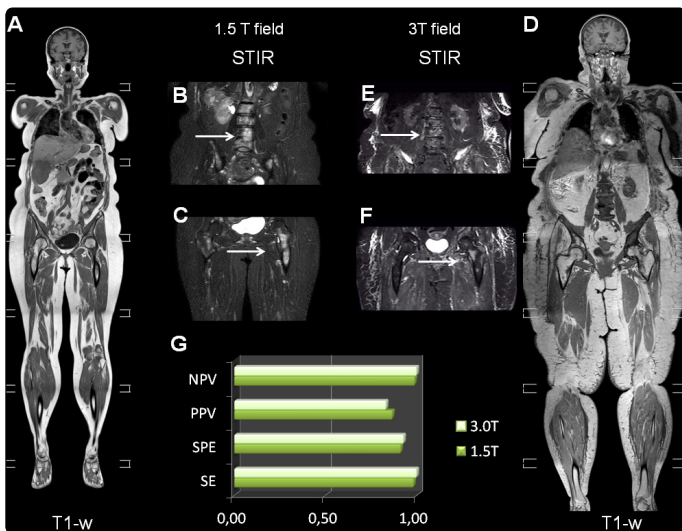 A
1.5 T field
3T field
D
STIR
STIR
B
E
C
F
G
NPV
PPV
SPE
SE
3.0T
1.5T
0,00
0,50
1,00
T1-w
T1-w